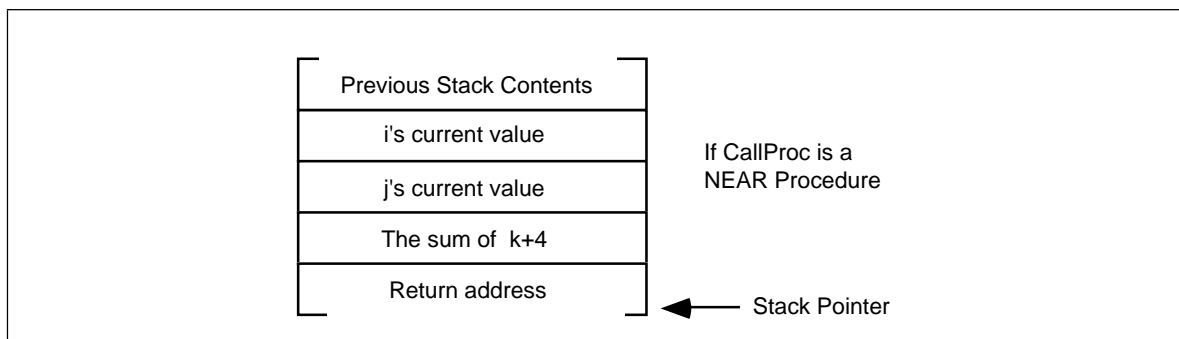 Previous Stack Contents
i's current value
j's current value
The sum of k+4
Return address
If CallProc is a
NEAR Procedure
Stack Pointer